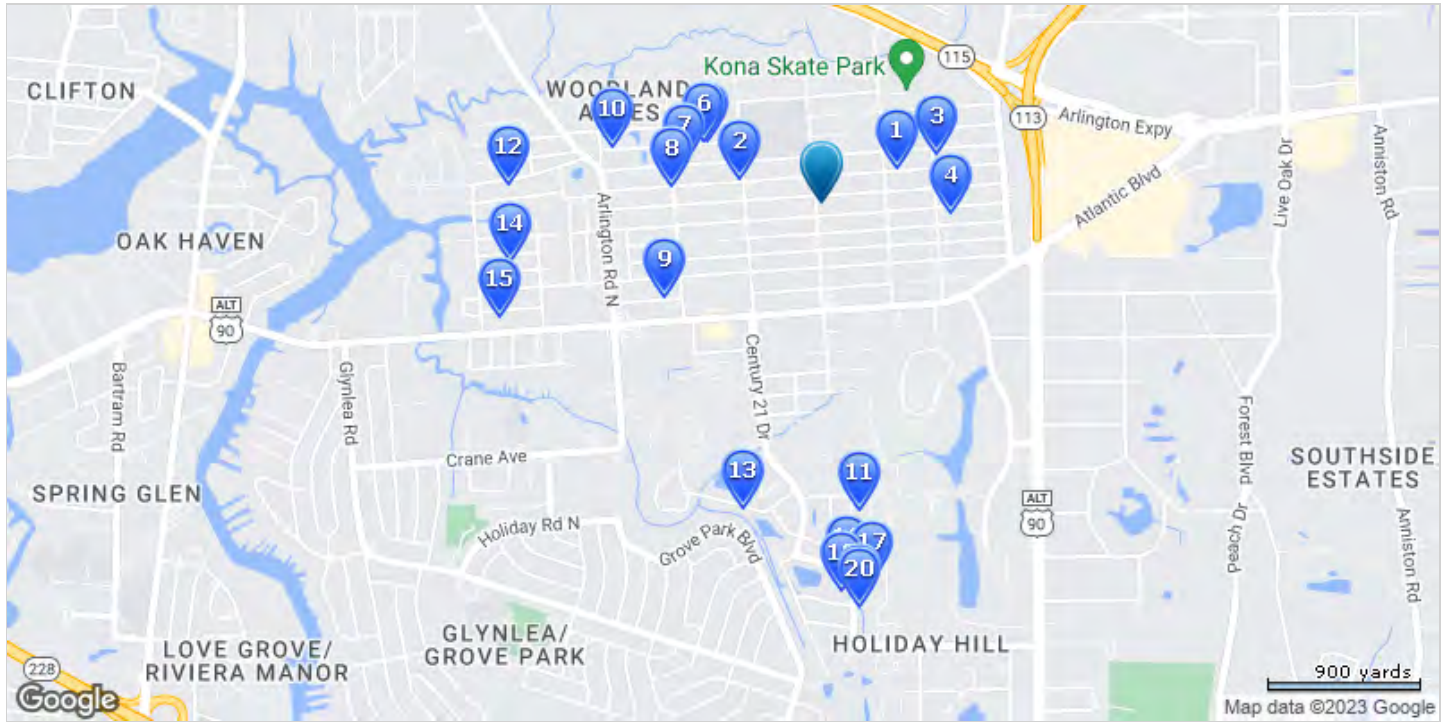 Kona Skate Park
115
CLIFTON
WOODLAND
ACRES
113
Arlington Expy
10
6
7
3
1
2
8
12
4
Arlington Rd N
Atlantic Blvd
Live Oak Dr
Anniston Rd
OAK HAVEN
14
9
15
ALT
90
Bartram Rd
Glynlea Rd
Century 21 Dr
Crane Ave
Forest Blvd
SPRING GLEN
13
11
SOUTHSIDE
ESTATES
ALT
90
Holiday Rd N
Grove Park Blvd
17
20
Peach Dr
Anniston Rd
GLYNLEA/
GROVE PARK
HOLIDAY HILL
LOVE GROVE/
RIVIERA MANOR
228
900 yards
Google
Map data ©2023 Google